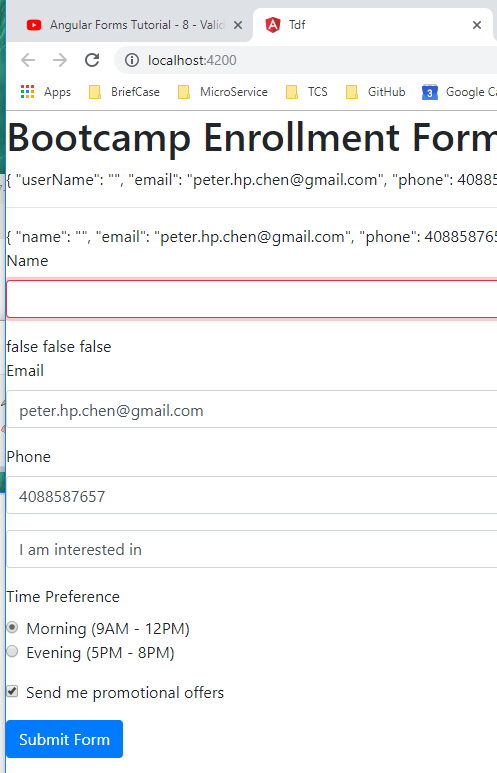 Angular Forms Tutorial - 8 - Valid
Tdf
localhost:4200
Apps BriefCase MicroService TCS GitHub 3 Google Ca
Bootcamp Enrollment Form
{ "userName": "", "email": "peter.hp.chen@gmail.com", "phone": 40885
{ "name": "", "email": "peter.hp.chen@gmail.com", "phone": 408858765
Name
false false false
Email
peter.hp.chen@gmail.com
Phone
4088587657
I am interested in
Time Preference
Morning (9AM - 12PM)
Evening (5PM - 8PM)
Send me promotional offers
Submit Form